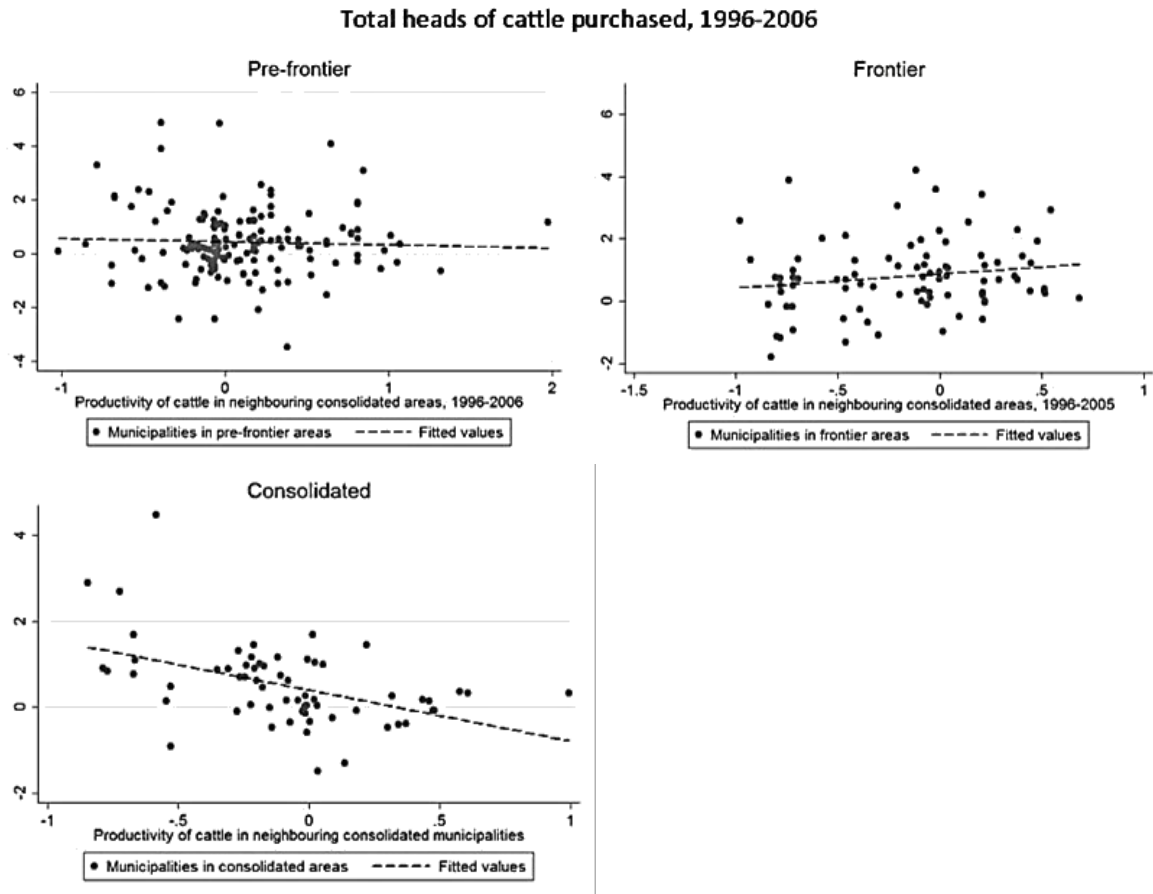 Total heads of cattle purchased, 1996-2006
Pre-frontier
6
4
2
0
-2
-4
-1
0
1
2
Productivity of cattle in neighbouring consolidated areas, 1996-2006
Municipalities in pre-frontier areas
Fitted values
Frontier
6
4
2
0
-2
-1.5
-1
-.5
0
.5
1
Productivity of cattle in neighbouring consolidated areas, 1996-2005
Municipalities in frontier areas
Fitted values
Consolidated
4
2
0
-2
-1
-.5
0
.5
1
Productivity of cattle in neighbouring consolidated municipalities
Municipalities in consolidated areas
Fitted values